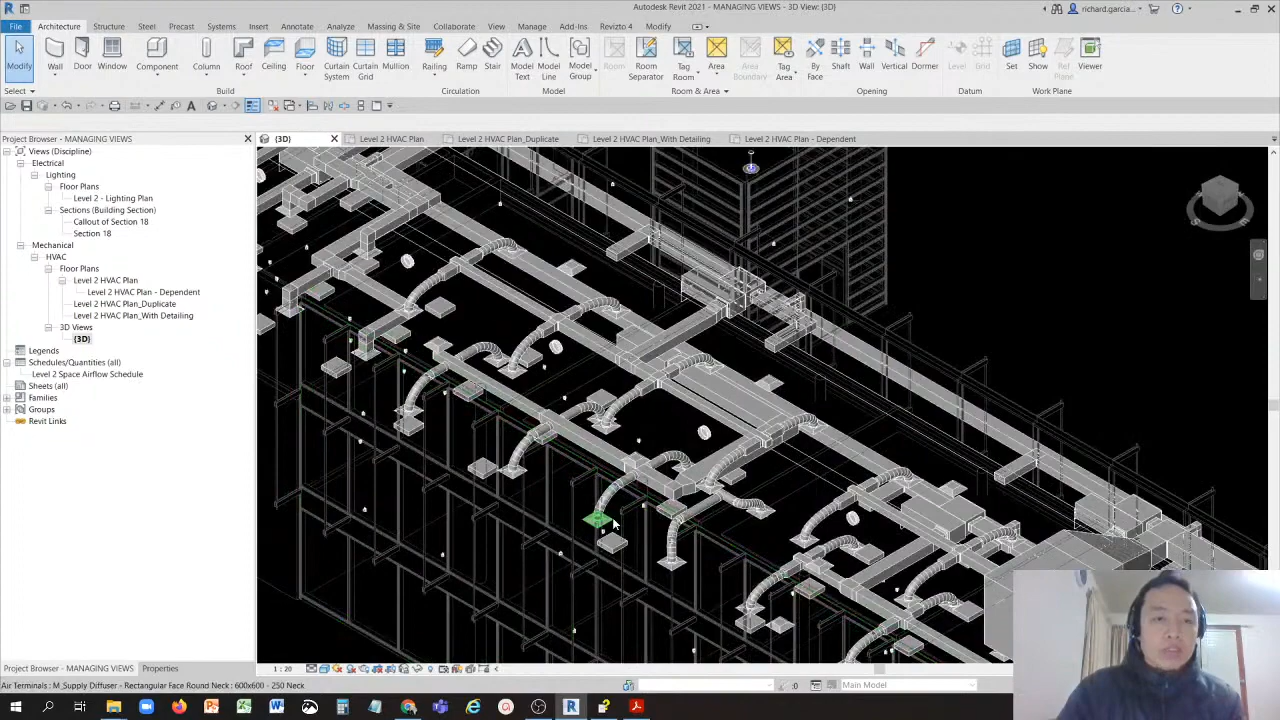 Autodesk Revit 2021 - MANAGING VIEWS - 3D View: {3D}
richard.garcia...
File Architecture Structure Steel Precast Systems Insert Annotate Analyze Massing & Site Collaborate View Manage Add-Ins Revizto 4 Modify
Modify Wall Door Window Component Column Roof Ceiling Floor Curtain System Curtain Grid Mullion Railing Ramp Stair Model Text Model Line Model Group Room Room Separator Tag Room Area Area Boundary Tag Area By Face Shaft Wall Vertical Dormer Level Grid Set Show Ref Plane Viewer
Select Build Circulation Model Room & Area Opening Datum Work Plane
Project Browser - MANAGING VIEWS
{3D} Level 2 HVAC Plan Level 2 HVAC Plan_Duplicate Level 2 HVAC Plan_With Detailing Level 2 HVAC Plan - Dependent
Views (Discipline)
Electrical
Lighting
Floor Plans
Level 2 - Lighting Plan
Sections (Building Section)
Callout of Section 18
Section 18
Mechanical
HVAC
Floor Plans
Level 2 HVAC Plan
Level 2 HVAC Plan - Dependent
Level 2 HVAC Plan_Duplicate
Level 2 HVAC Plan_With Detailing
3D Views
{3D}
Legends
Schedules/Quantities (all)
Level 2 Space Airflow Schedule
Sheets (all)
Families
Groups
Revit Links
Project Browser - MANAGING VIEWS Properties
1 : 20
Air Terminals : M_Supply Diffuser - Rectangular Face Round Neck : 600x600 - 250 Neck
:0
Main Model